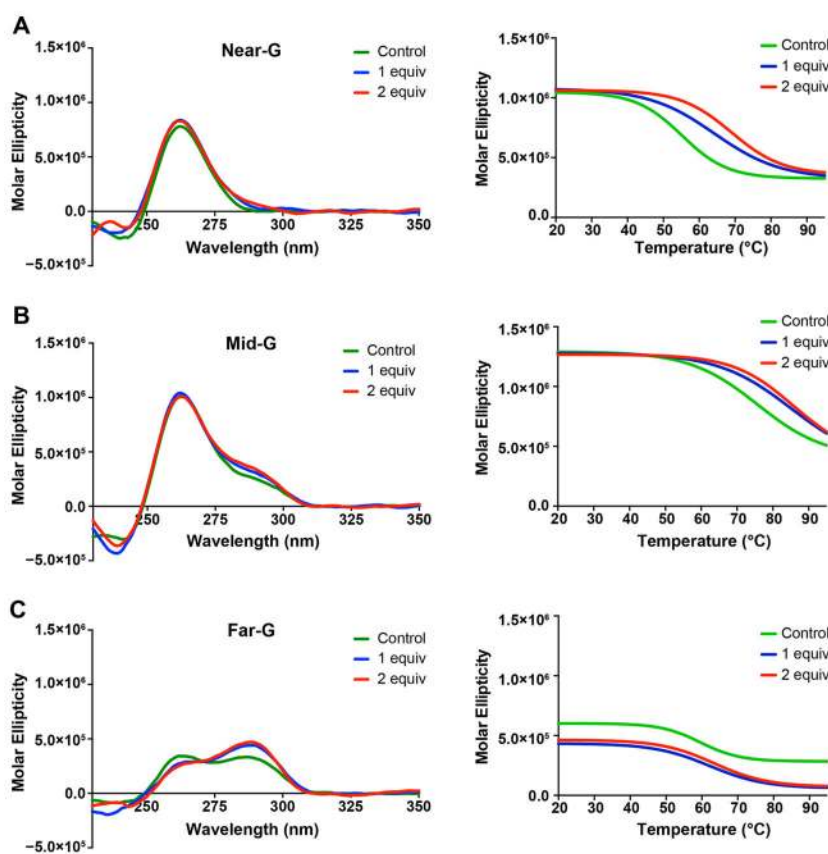 A
Near-G
Molar Ellipticity
1.5×10⁶
1.0×10⁶
5.0×10⁵
0.0
−5.0×10⁵
250
275
300
325
350
Wavelength (nm)
Control
1 equiv
2 equiv
Molar Ellipticity
1.5×10⁶
1.0×10⁶
5.0×10⁵
0.0
20 30 40 50 60 70 80 90
Temperature (°C)
Control
1 equiv
2 equiv
B
Mid-G
Molar Ellipticity
1.5×10⁶
1.0×10⁶
5.0×10⁵
0.0
−5.0×10⁵
250
275
300
325
350
Wavelength (nm)
Control
1 equiv
2 equiv
Molar Ellipticity
1.5×10⁶
1.0×10⁶
5.0×10⁵
0.0
20 30 40 50 60 70 80 90
Temperature (°C)
Control
1 equiv
2 equiv
C
Far-G
Molar Ellipticity
1.5×10⁶
1.0×10⁶
5.0×10⁵
0.0
−5.0×10⁵
250
275
300
325
350
Wavelength (nm)
Control
1 equiv
2 equiv
Molar Ellipticity
1.5×10⁶
1.0×10⁶
5.0×10⁵
0.0
20 30 40 50 60 70 80 90
Temperature (°C)
Control
1 equiv
2 equiv